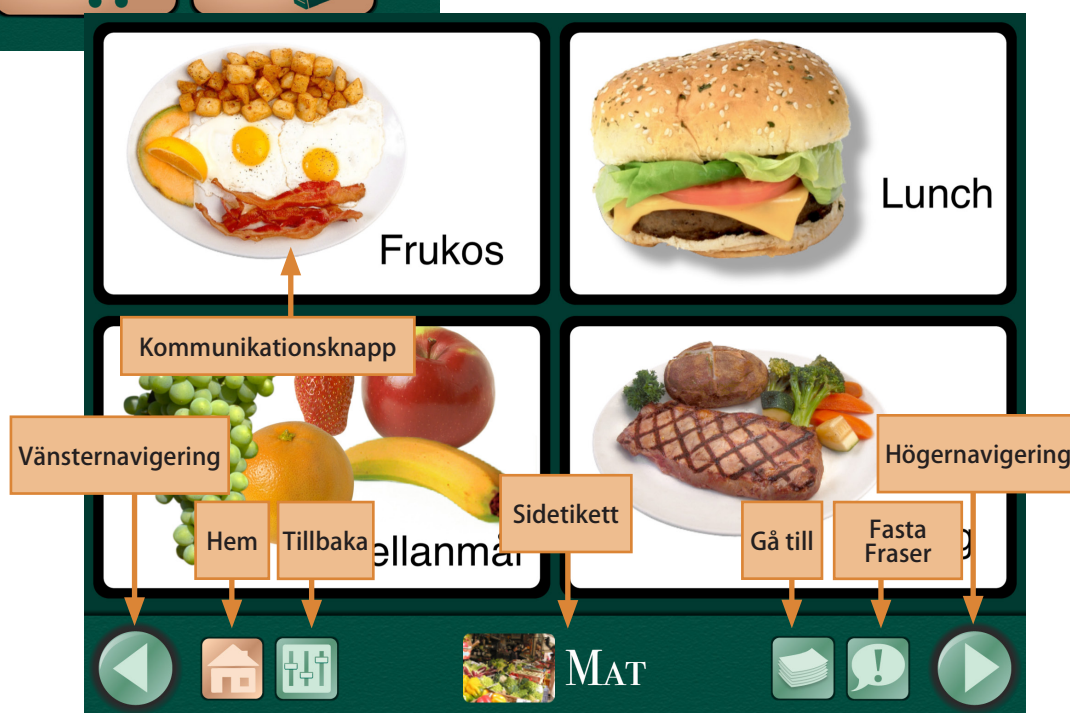 Frukos
Lunch
Kommunikationsknapp
Vänsternavigering
Högernavigering
Sidetikett
Hem
Tillbaka
Gå till
Fasta
Fraser
ellanmål
g
MAT